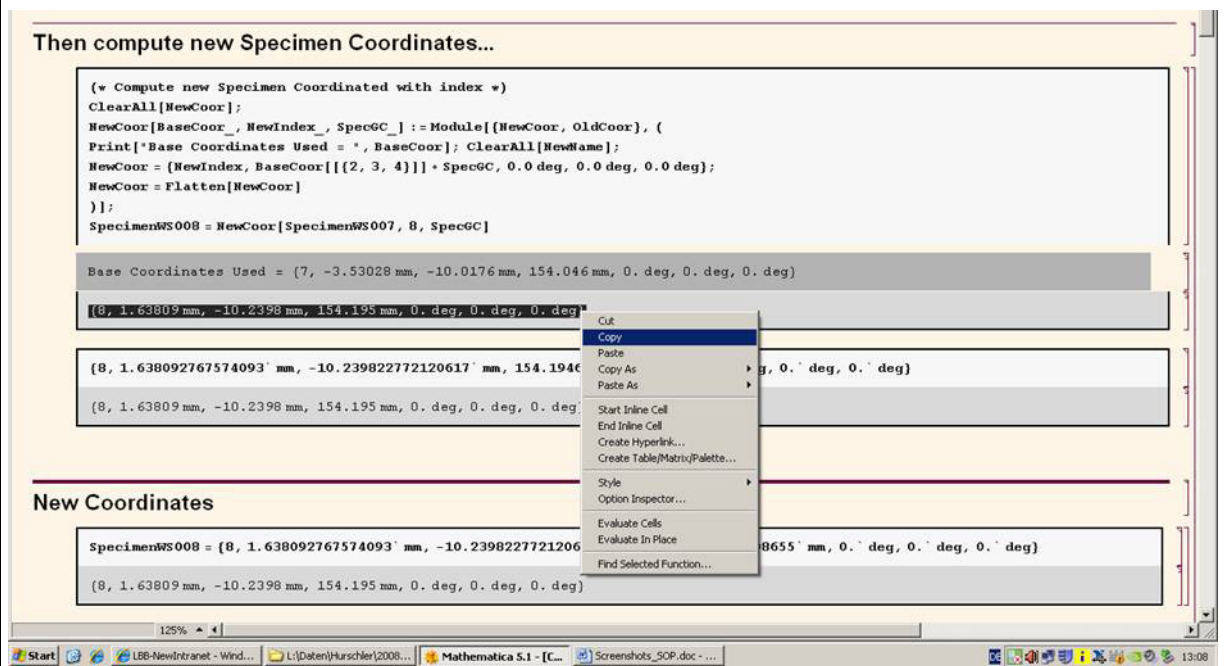 Then compute new Specimen Coordinates...
(* Compute new Specimen Coordinated with index *)
ClearAll[NewCoor];
NewCoor[BaseCoor_, NewIndex_, SpecGC_] := Module[{NewCoor, OldCoor}, (
Print["Base Coordinates Used = ", BaseCoor]; ClearAll[NewName];
NewCoor = {NewIndex, BaseCoor[[{2, 3, 4}]] + SpecGC, 0.0 deg, 0.0 deg, 0.0 deg};
NewCoor = Flatten[NewCoor]
)];
SpecimenWS008 = NewCoor[SpecimenWS007, 8, SpecGC]
Base Coordinates Used = {7, -3.53028 mm, -10.0176 mm, 154.046 mm, 0. deg, 0. deg, 0. deg}
{8, 1.63809 mm, -10.2398 mm, 154.195 mm, 0. deg, 0. deg, 0. deg}
Cut
Copy
Paste
Copy As
Paste As
Start Inline Cell
End Inline Cell
Create Hyperlink...
Create Table/Matrix/Palette...
Style
Option Inspector...
Evaluate Cells
Evaluate In Place
Find Selected Function...
{8, 1.638092767574093` mm, -10.239822772120617` mm, 154.1946 g, 0.` deg, 0.` deg}
{8, 1.63809 mm, -10.2398 mm, 154.195 mm, 0. deg, 0. deg, 0. deg
New Coordinates
SpecimenWS008 = {8, 1.638092767574093` mm, -10.2398227721206 8655` mm, 0.` deg, 0.` deg, 0.` deg}
{8, 1.63809 mm, -10.2398 mm, 154.195 mm, 0. deg, 0. deg, 0. deg}
125%
Start LBB-NewIntranet - Wind... L:\Daten\Hurschler\2008... Mathematica 5.1 - [C... Screenshots_SOP.doc - ... DE 13:08